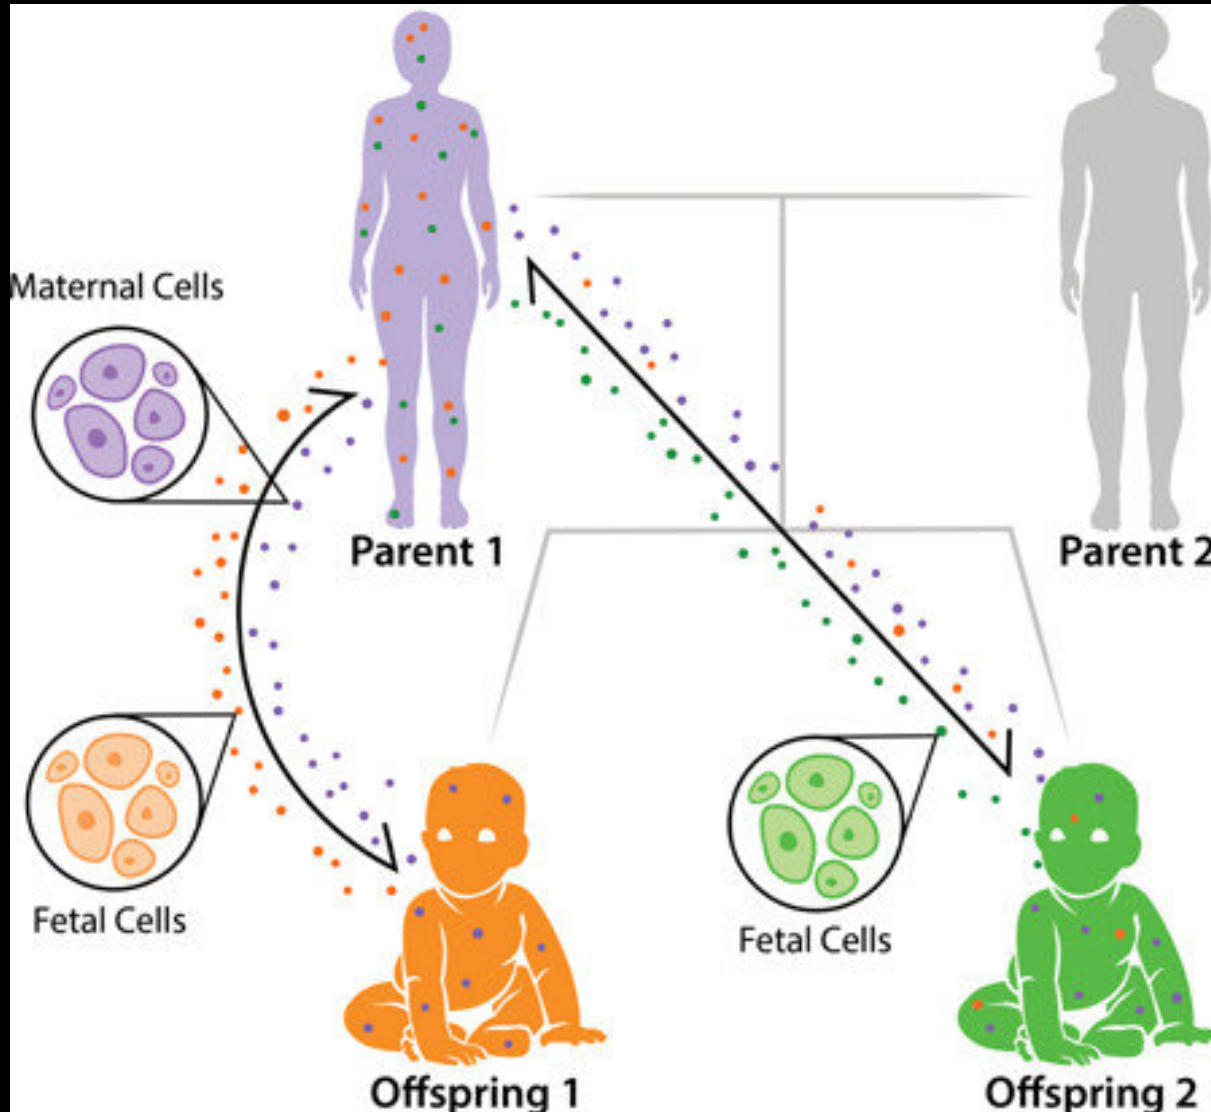 Maternal Cells
Parent 1
Parent 2
Fetal Cells
Fetal Cells
Offspring 1
Offspring 2